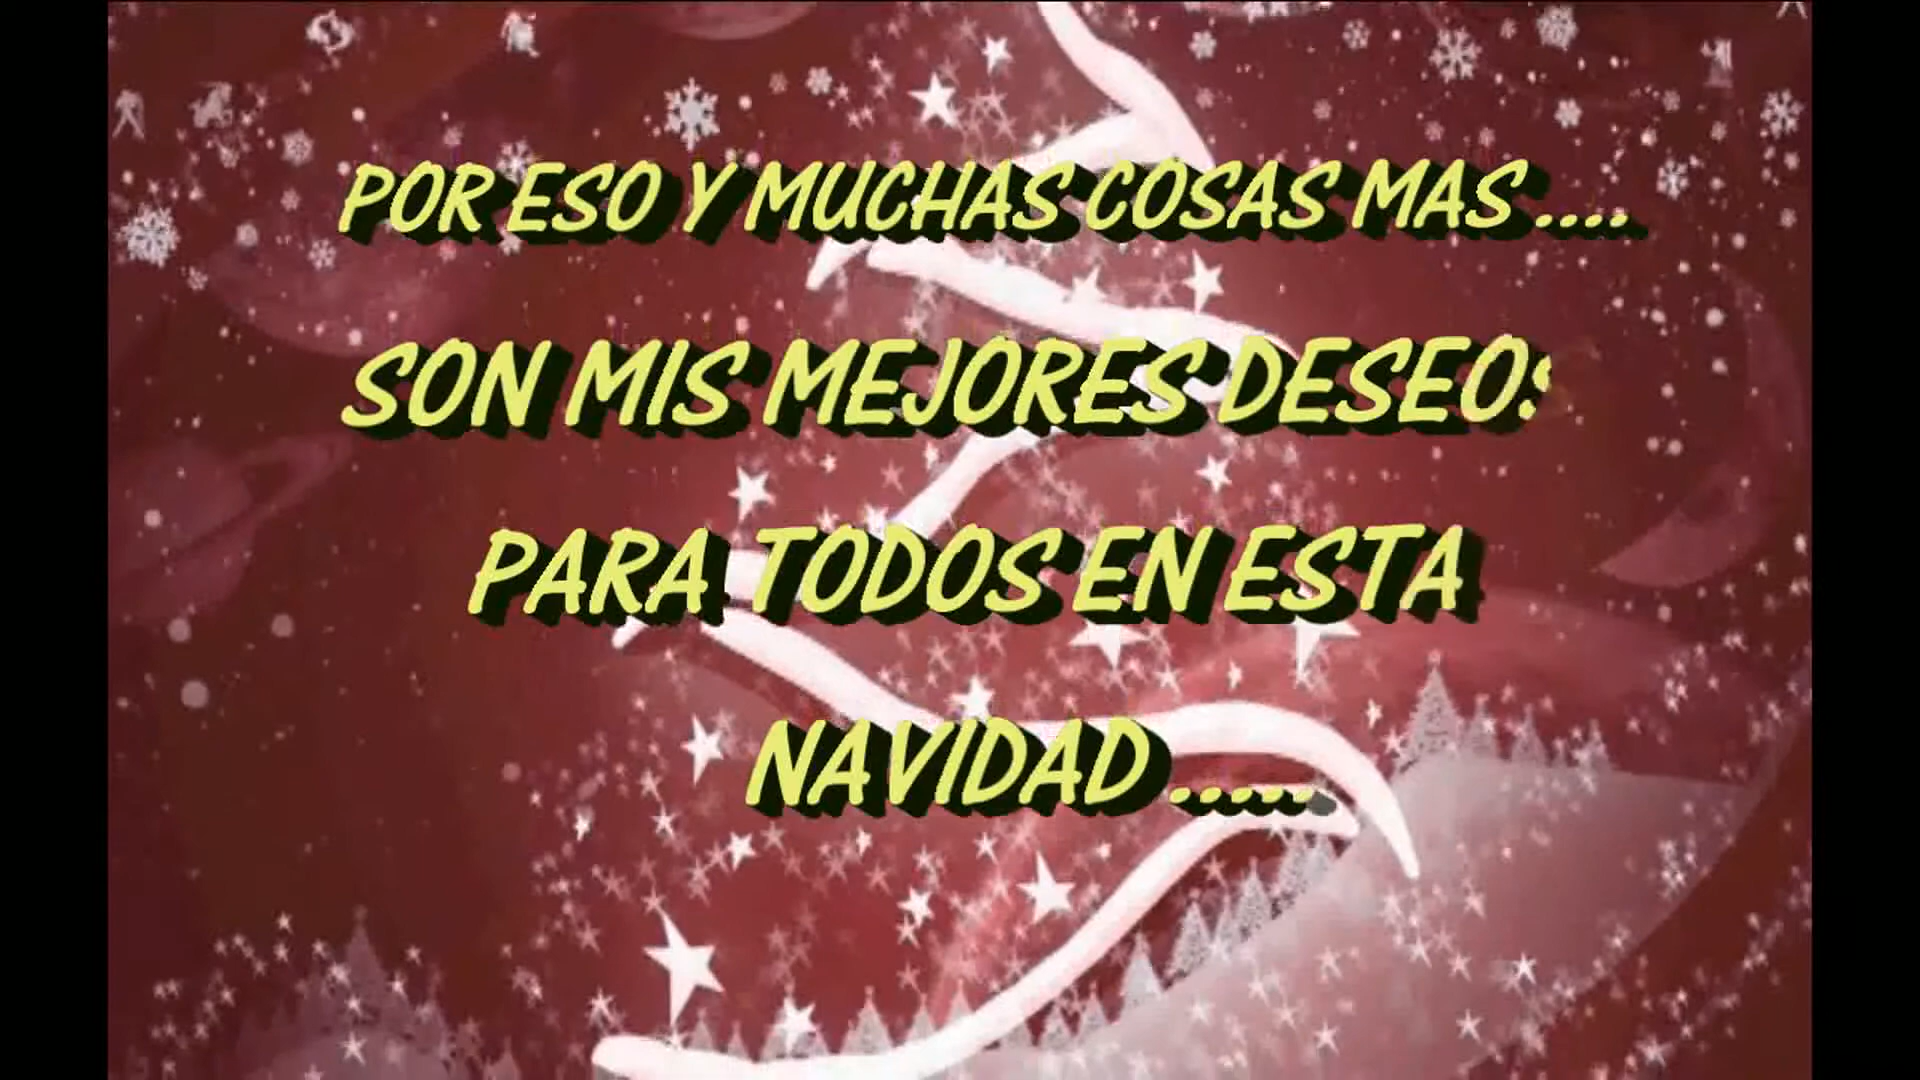 POR ESO Y MUCHAS COSAS MAS ....
SON MIS MEJORES DESEOS
PARA TODOS EN ESTA
NAVIDAD .....